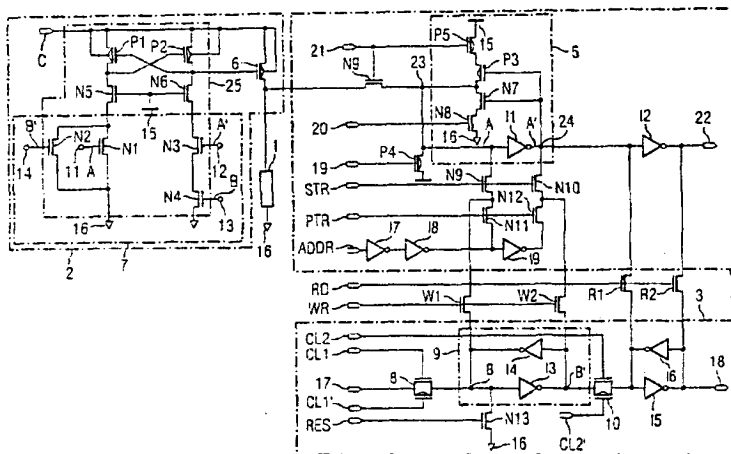 C
P1
P2
N5
N6
25
6
15
B'
N2
N1
14
11
A
N3
A'
12
N4
B
13
16
1
16
7
2
21
N9
23
P5
15
P3
5
N7
N8
20
16
A
I1
A'
24
I2
22
19
P4
STR
N9
N10
PTR
N12
N11
ADDR
I7
I8
I9
RD
WR
W1
W2
R1
R2
3
CL2
CL1
9
I4
I6
17
8
B
I3
B'
10
I5
18
CL1'
RES
N13
16
CL2'